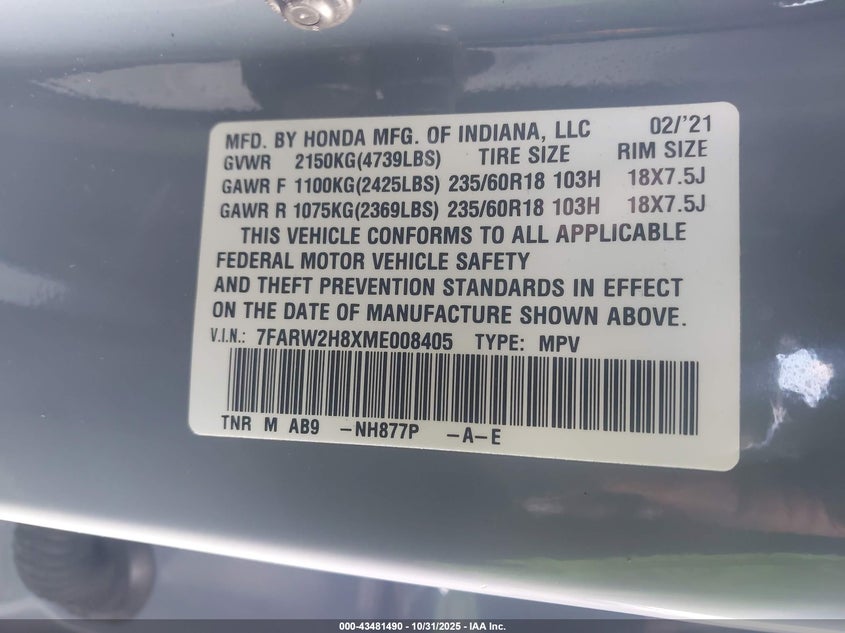 MFD. BY HONDA MFG. OF INDIANA, LLC 02/'21
GVWR 2150KG(4739LBS) TIRE SIZE RIM SIZE
GAWR F 1100KG(2425LBS) 235/60R18 103H 18X7.5J
GAWR R 1075KG(2369LBS) 235/60R18 103H 18X7.5J
THIS VEHICLE CONFORMS TO ALL APPLICABLE
FEDERAL MOTOR VEHICLE SAFETY
AND THEFT PREVENTION STANDARDS IN EFFECT
ON THE DATE OF MANUFACTURE SHOWN ABOVE.
V.I.N.: 7FARW2H8XME008405 TYPE: MPV
TNR M AB9 -NH877P -A-E
000-43481490 - 10/31/2025 - IAA Inc.